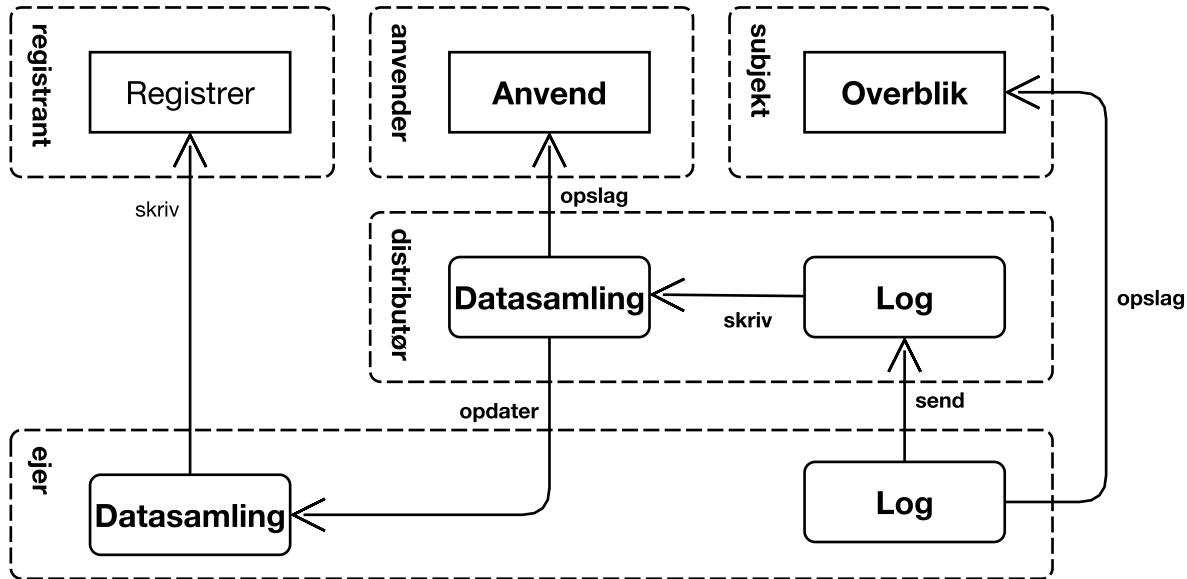 registrant
Registrer
anvender
Anvend
subjekt
Overblik
skriv
opslag
distributør
Datasamling
skriv
Log
opslag
opdater
send
ejer
Datasamling
Log